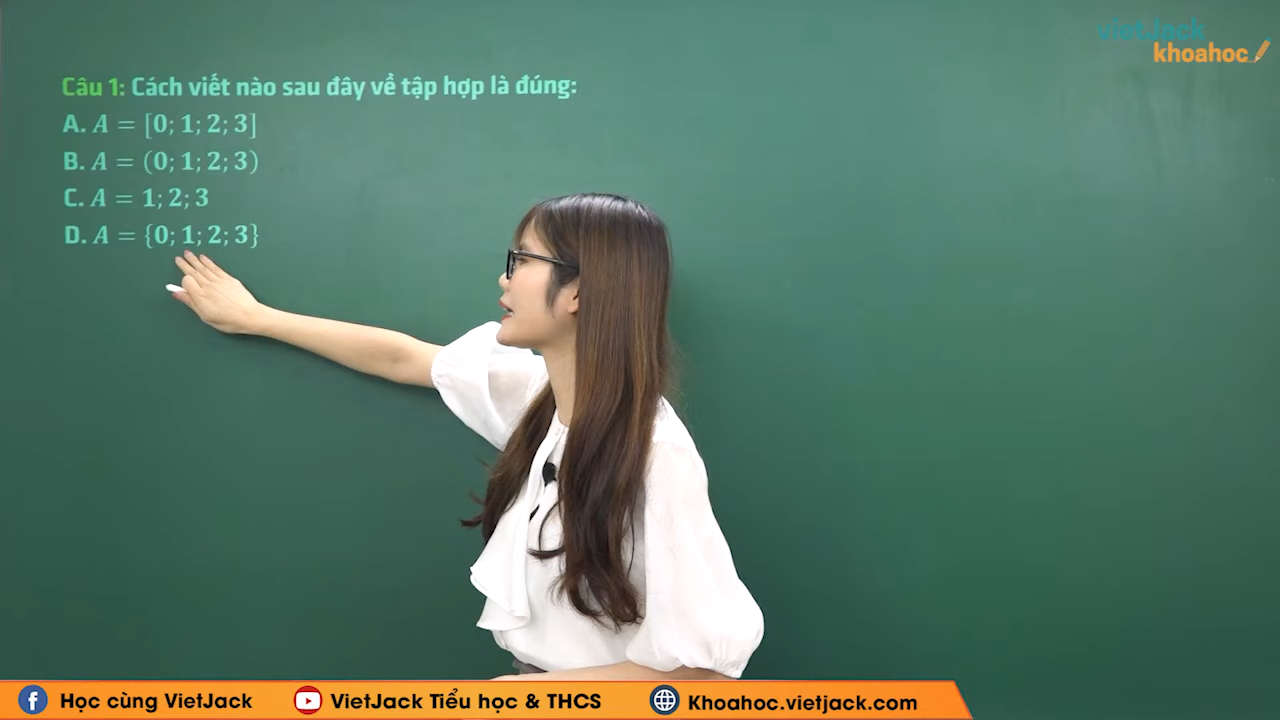 vietJack
khoahoc
Câu 1: Cách viết nào sau đây về tập hợp là đúng:
A. A = [0; 1; 2; 3]
B. A = (0; 1; 2; 3)
C. A = 1; 2; 3
D. A = {0; 1; 2; 3}
Học cùng VietJack
VietJack Tiểu học & THCS
Khoahoc.vietjack.com